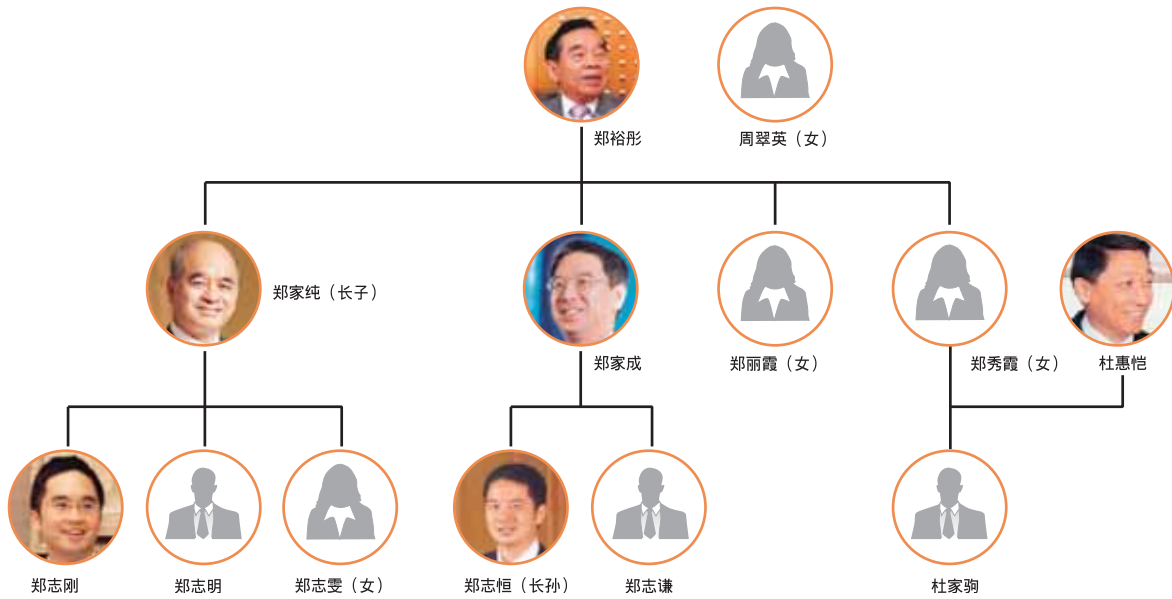 郑裕彤
周翠英（女）
郑家纯（长子）
郑家成
郑丽霞（女）
郑秀霞（女）
杜惠恺
郑志刚
郑志明
郑志雯（女）
郑志恒（长孙）
郑志谦
杜家驹